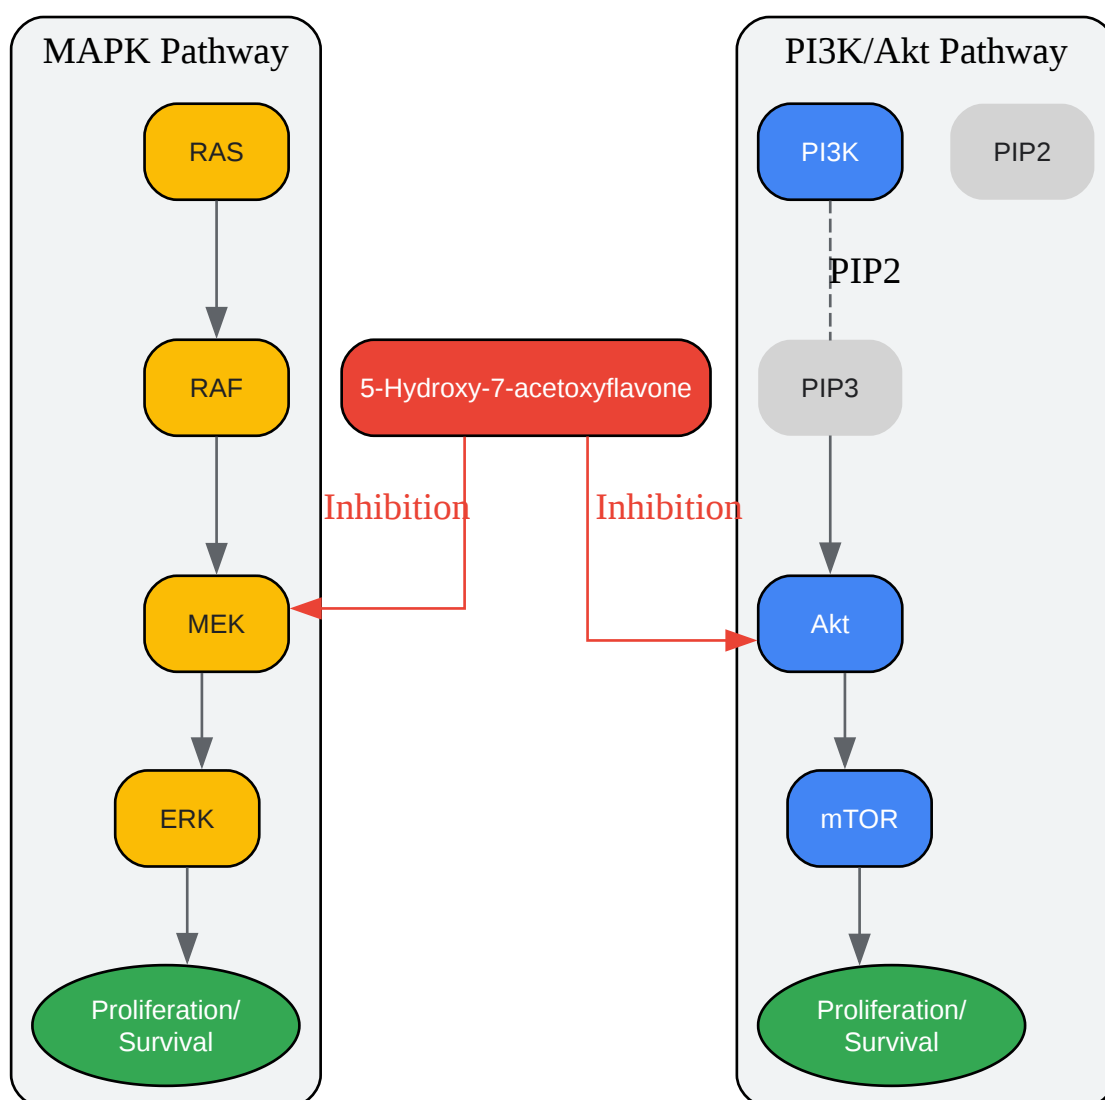 MAPK Pathway
RAS
RAF
MEK
ERK
Proliferation/
Survival
5-Hydroxy-7-acetoxyflavone
Inhibition
Inhibition
PI3K/Akt Pathway
PI3K
PIP2
PIP2
PIP3
Akt
mTOR
Proliferation/
Survival